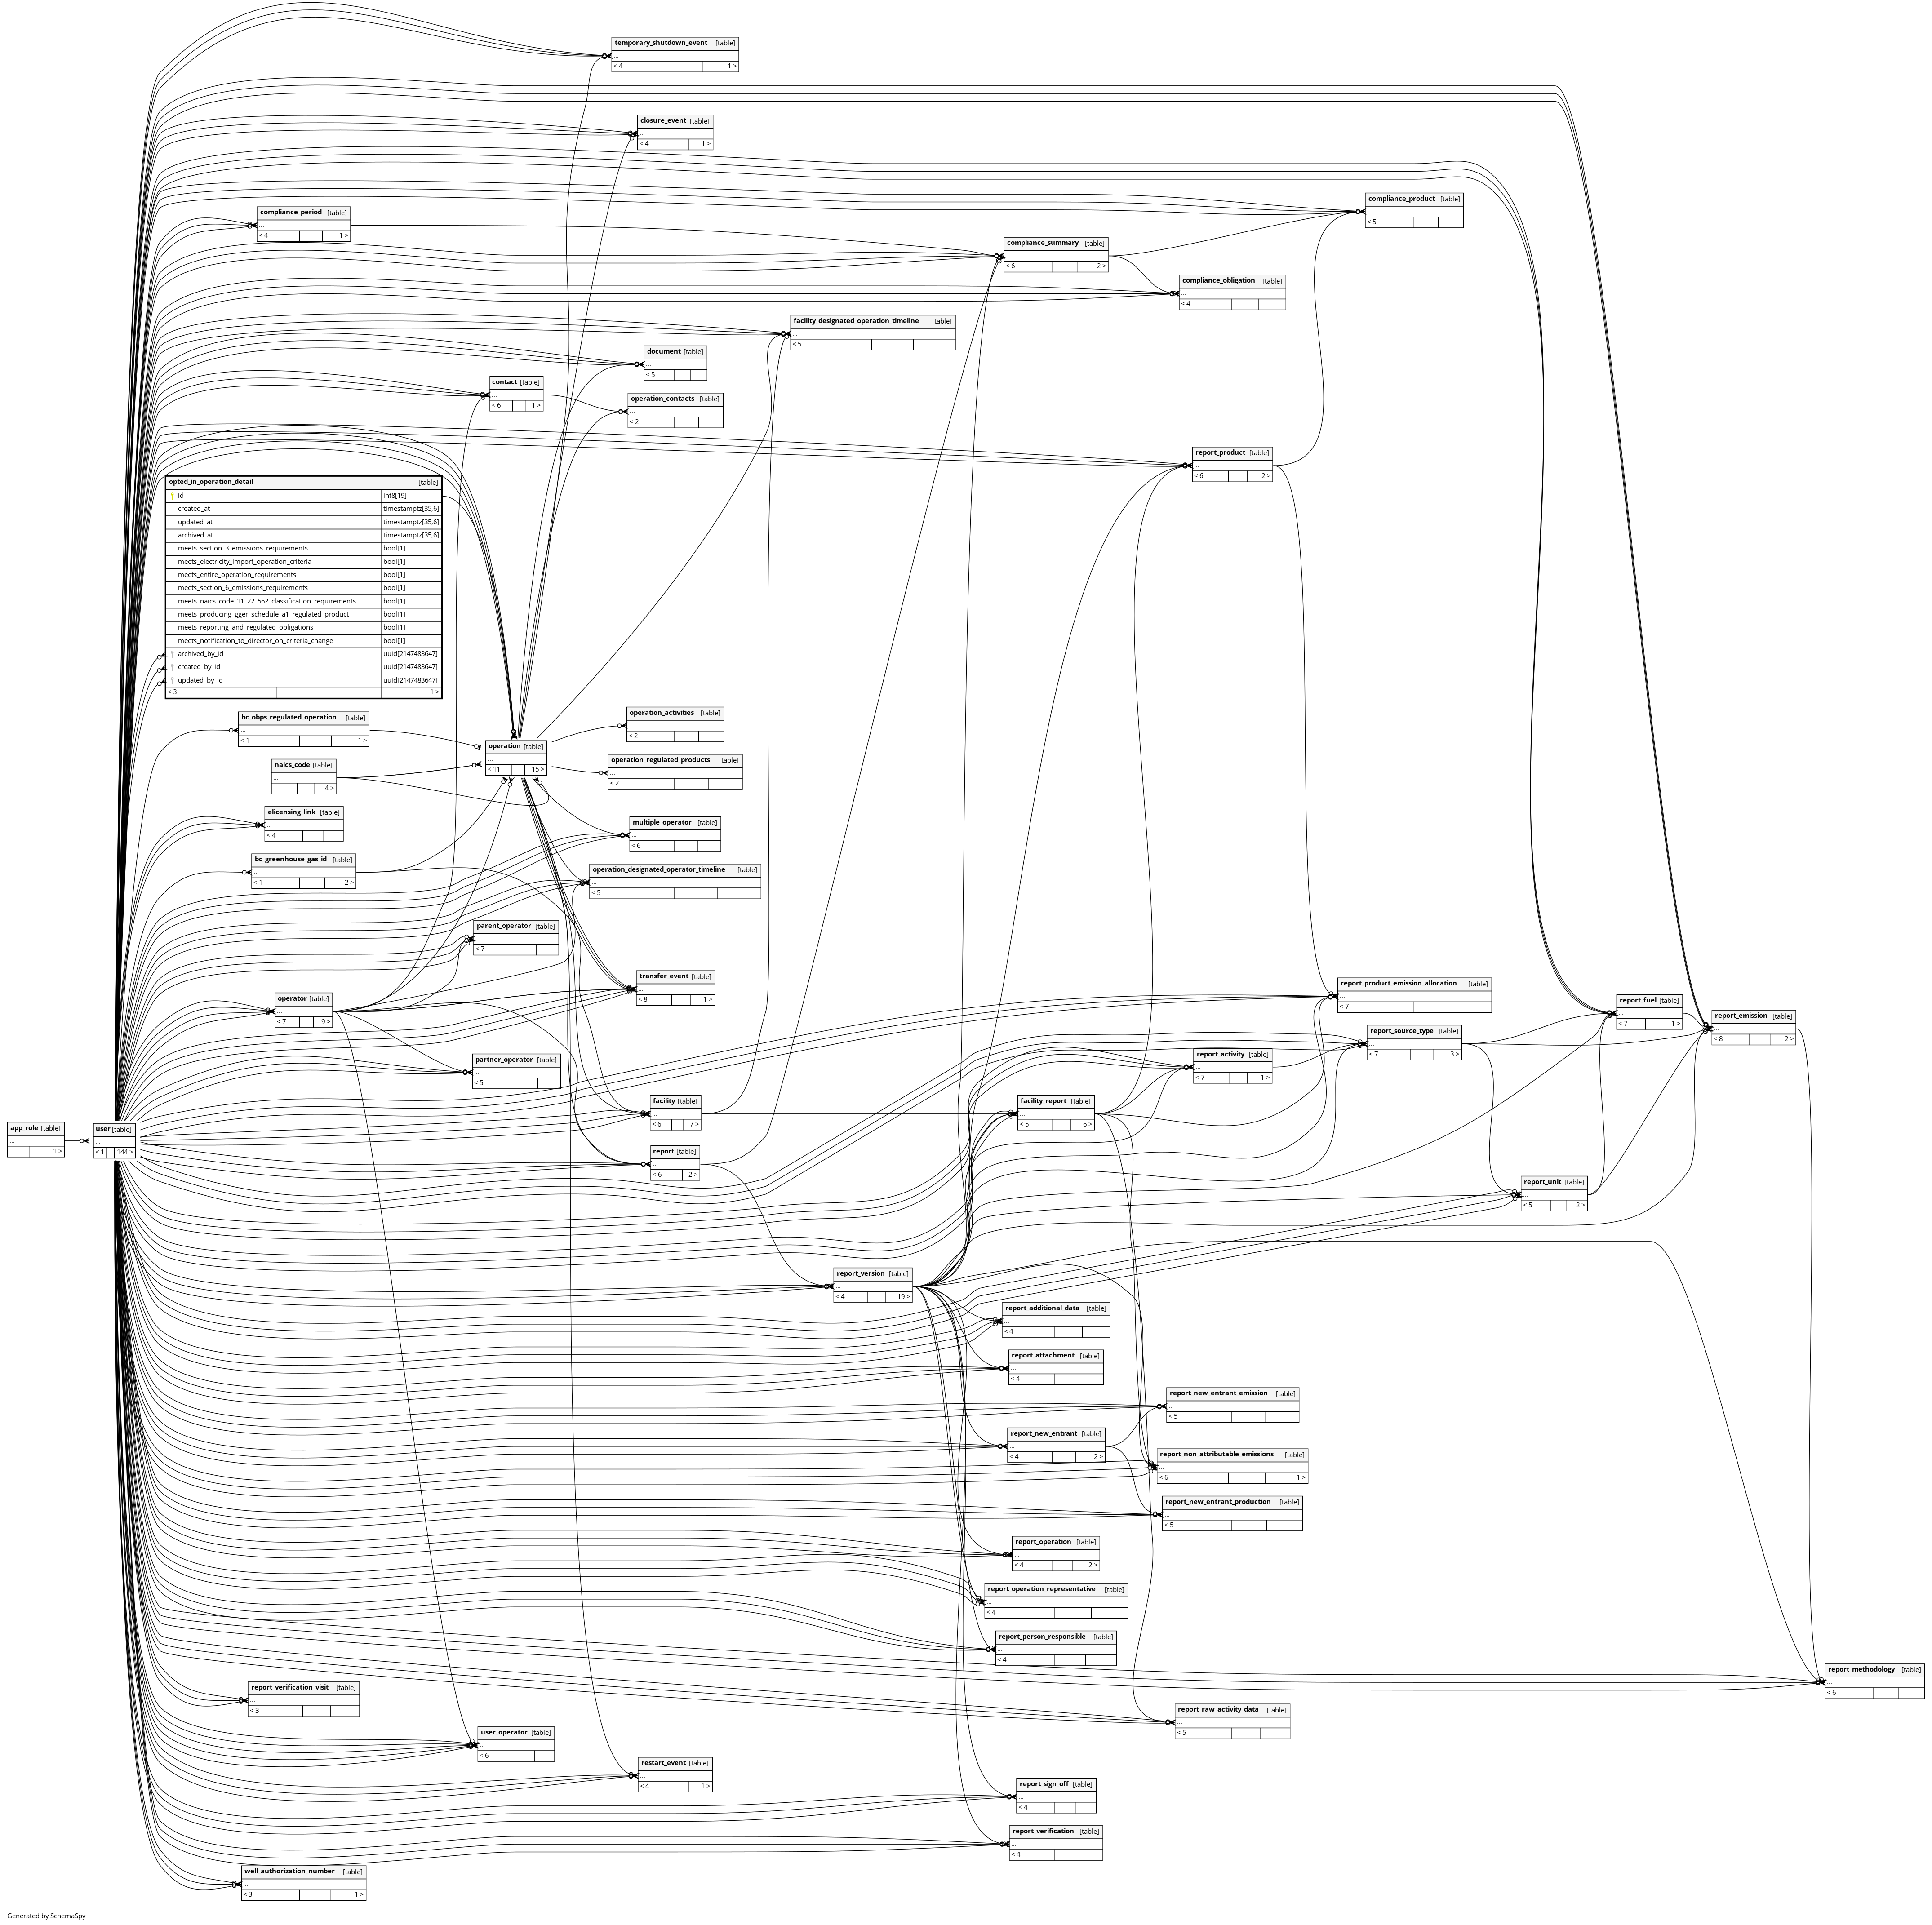 temporary_shutdown_event [table]
...
< 4 1 >
closure_event [table]
...
< 4 1 >
compliance_product [table]
...
< 5
compliance_period [table]
...
< 4 1 >
compliance_summary [table]
...
< 6 2 >
compliance_obligation [table]
...
< 4
facility_designated_operation_timeline [table]
...
< 5
document [table]
...
< 5
contact [table]
...
< 6 1 >
operation_contacts [table]
...
< 2
report_product [table]
...
< 6 2 >
opted_in_operation_detail [table]
id int8[19]
created_at timestamptz[35,6]
updated_at timestamptz[35,6]
archived_at timestamptz[35,6]
meets_section_3_emissions_requirements bool[1]
meets_electricity_import_operation_criteria bool[1]
meets_entire_operation_requirements bool[1]
meets_section_6_emissions_requirements bool[1]
meets_naics_code_11_22_562_classification_requirements bool[1]
meets_producing_gger_schedule_a1_regulated_product bool[1]
meets_reporting_and_regulated_obligations bool[1]
meets_notification_to_director_on_criteria_change bool[1]
archived_by_id uuid[2147483647]
created_by_id uuid[2147483647]
updated_by_id uuid[2147483647]
< 3 1 >
bc_obps_regulated_operation [table]
...
< 1 1 >
operation_activities [table]
...
< 2
operation [table]
...
< 11 15 >
naics_code [table]
...
4 >
operation_regulated_products [table]
...
< 2
elicensing_link [table]
...
< 4
multiple_operator [table]
...
< 6
bc_greenhouse_gas_id [table]
...
< 1 2 >
operation_designated_operator_timeline [table]
...
< 5
parent_operator [table]
...
< 7
transfer_event [table]
...
< 8 1 >
report_product_emission_allocation [table]
...
< 7
operator [table]
...
< 7 9 >
report_fuel [table]
...
< 7 1 >
report_emission [table]
...
< 8 2 >
report_source_type [table]
...
< 7 3 >
partner_operator [table]
...
< 5
report_activity [table]
...
< 7 1 >
facility [table]
...
< 6 7 >
facility_report [table]
...
< 5 6 >
app_role [table]
...
1 >
user [table]
...
< 1 144 >
report [table]
...
< 6 2 >
report_unit [table]
...
< 5 2 >
report_version [table]
...
< 4 19 >
report_additional_data [table]
...
< 4
report_attachment [table]
...
< 4
report_new_entrant_emission [table]
...
< 5
report_new_entrant [table]
...
< 4 2 >
report_non_attributable_emissions [table]
...
< 6 1 >
report_new_entrant_production [table]
...
< 5
report_operation [table]
...
< 4 2 >
report_operation_representative [table]
...
< 4
report_person_responsible [table]
...
< 4
report_methodology [table]
...
< 6
report_verification_visit [table]
...
< 3
report_raw_activity_data [table]
...
< 5
user_operator [table]
...
< 6
restart_event [table]
...
< 4 1 >
report_sign_off [table]
...
< 4
report_verification [table]
...
< 4
well_authorization_number [table]
...
< 3 1 >
Generated by SchemaSpy